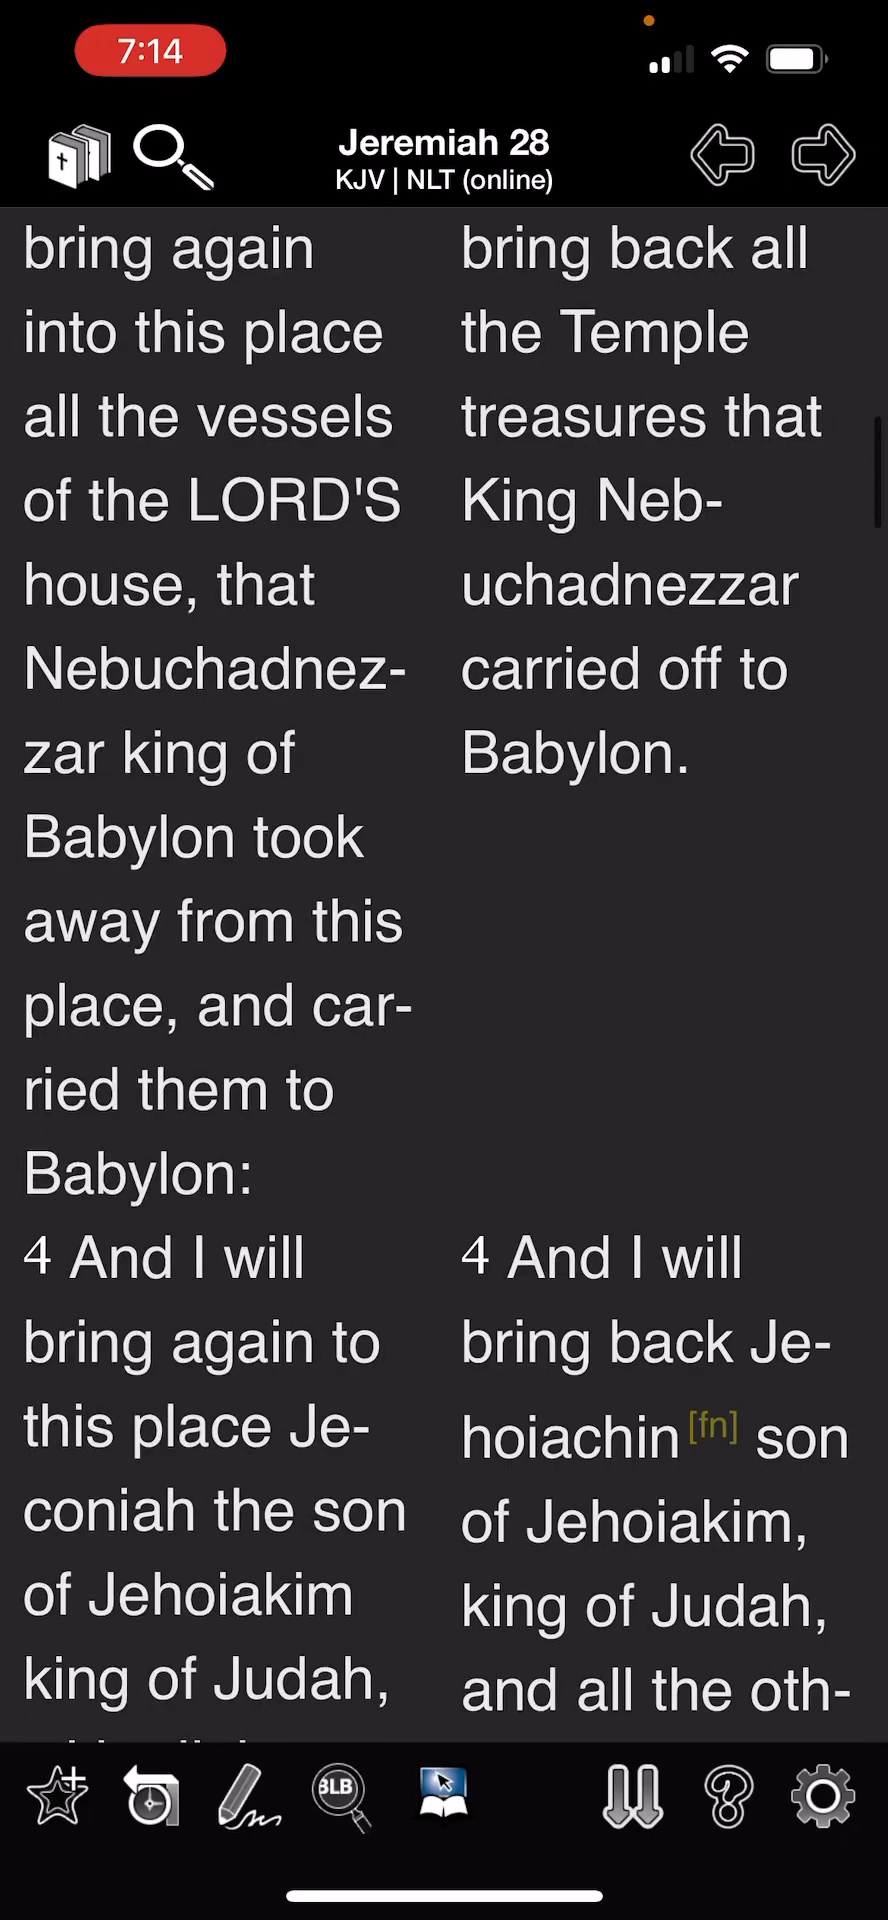 7:14
Jeremiah 28
KJV | NLT (online)
bring again
into this place
all the vessels
of the LORD'S
house, that
Nebuchadnez-
zar king of
Babylon took
away from this
place, and car-
ried them to
Babylon:
4 And I will
bring again to
this place Je-
coniah the son
of Jehoiakim
king of Judah,
bring back all
the Temple
treasures that
King Neb-
uchadnezzar
carried off to
Babylon.
4 And I will
bring back Je-
hoiachin [fn] son
of Jehoiakim,
king of Judah,
and all the oth-
BLB